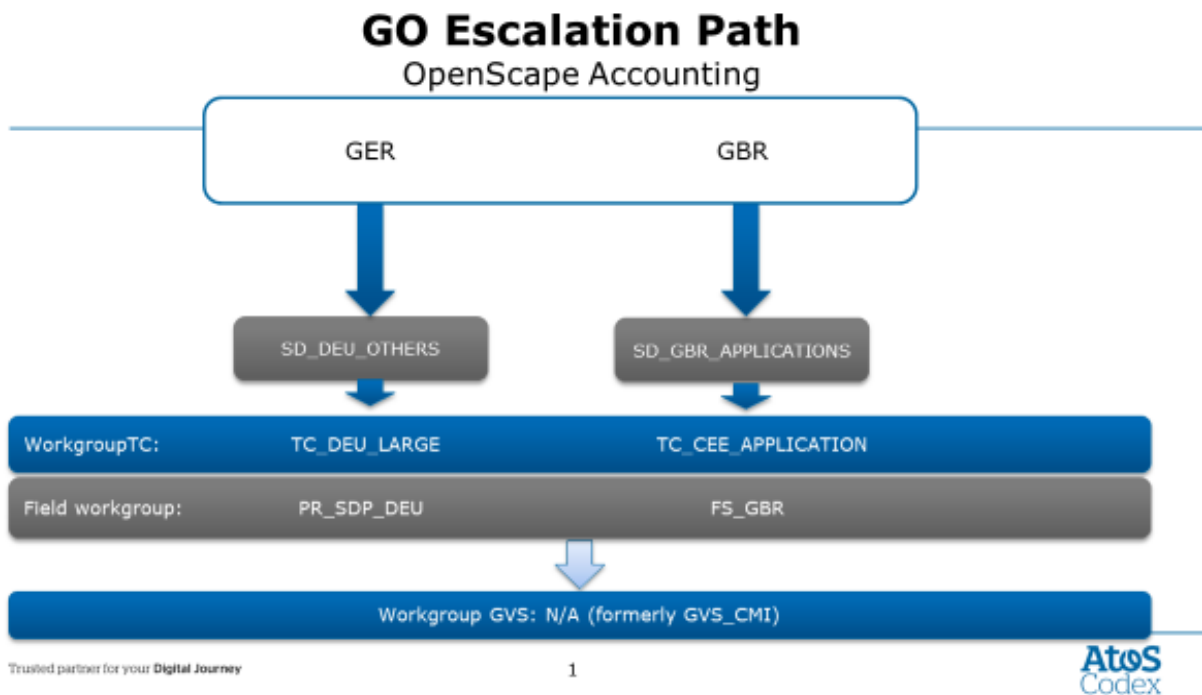 GO Escalation Path
OpenScape Accounting
GER GBR
SD_DEU_OTHERS SD_GBR_APPLICATIONS
WorkgroupTC: TC_DEU_LARGE TC_CEE_APPLICATION
Field workgroup: PR_SDP_DEU FS_GBR
Workgroup GVS: N/A (formerly GVS_CMI)
Trusted partner for your Digital Journey 1 Atos
Codex